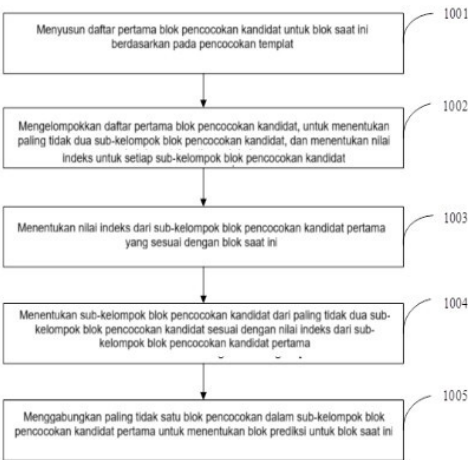 1001
Menyusun daftar pertama blok pencocokan kandidat untuk blok saat ini
berdasarkan pada pencocokan templat
1002
Mengelompokkan daftar pertama blok pencocokan kandidat, untuk menentukan
paling tidak dua sub-kelompok blok pencocokan kandidat, dan menentukan nilai
indeks untuk setiap sub-kelompok blok pencocokan kandidat
1003
Menentukan nilai indeks dari sub-kelompok blok pencocokan kandidat pertama
yang sesuai dengan blok saat ini
1004
Menentukan sub-kelompok blok pencocokan kandidat dari paling tidak dua sub-
kelompok blok pencocokan kandidat sesuai dengan nilai indeks dari sub-
kelompok blok pencocokan kandidat pertama
1005
Menggabungkan paling tidak satu blok pencocokan dalam sub-kelompok blok
pencocokan kandidat pertama untuk menentukan blok prediksi untuk blok saat ini